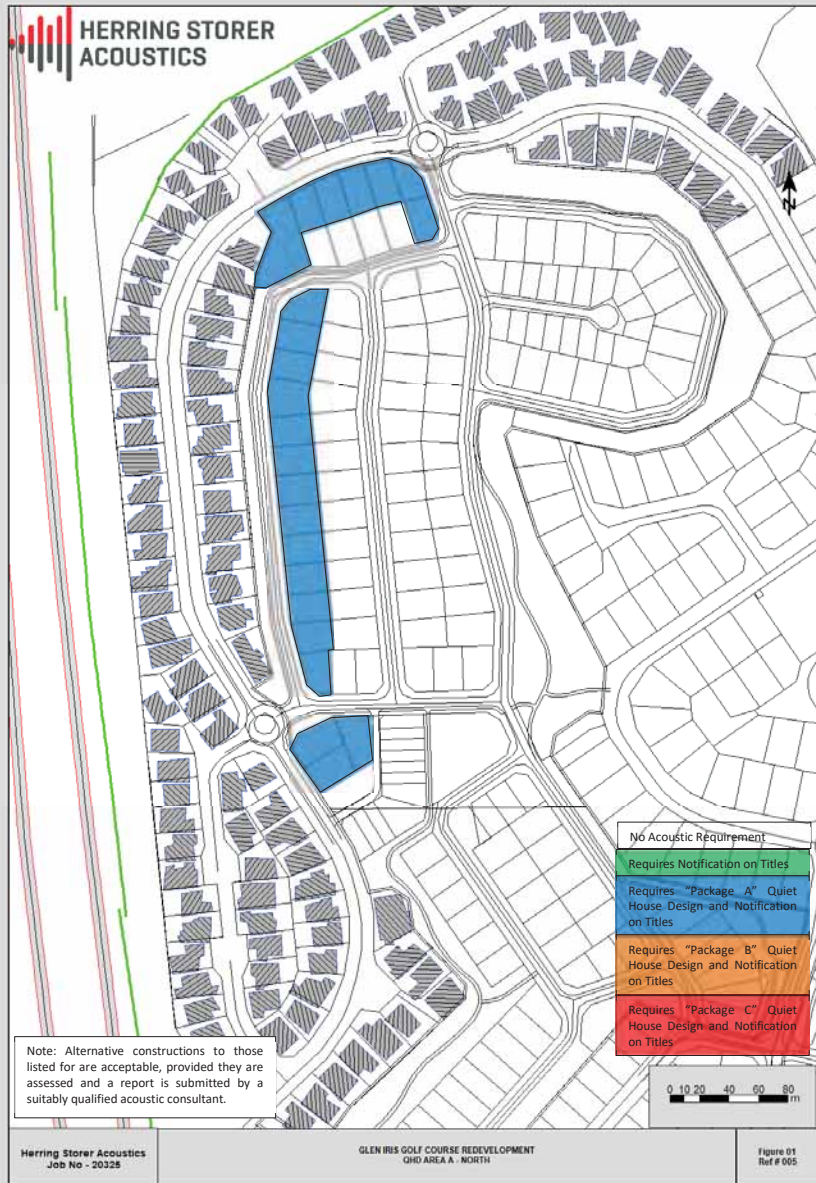 HERRING STORER
ACOUSTICS
N
No Acoustic Requirement
Requires Notification on Titles
Requires "Package A" Quiet
House Design and Notification
on Titles
Requires "Package B" Quiet
House Design and Notification
on Titles
Requires "Package C" Quiet
House Design and Notification
on Titles
Note: Alternative constructions to those
listed for are acceptable, provided they are
assessed and a report is submitted by a
suitably qualified acoustic consultant.
0 10 20 40 60 80
m
Herring Storer Acoustics
Job No - 20325
GLEN IRIS GOLF COURSE REDEVELOPMENT
QHD AREA A - NORTH
Figure 01
Ref # 005